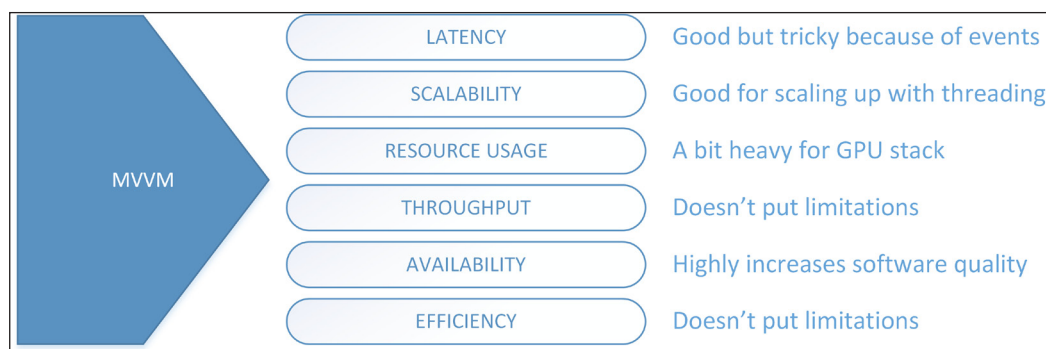 MVVM
LATENCY Good but tricky because of events
SCALABILITY Good for scaling up with threading
RESOURCE USAGE A bit heavy for GPU stack
THROUGHPUT Doesn’t put limitations
AVAILABILITY Highly increases software quality
EFFICIENCY Doesn’t put limitations